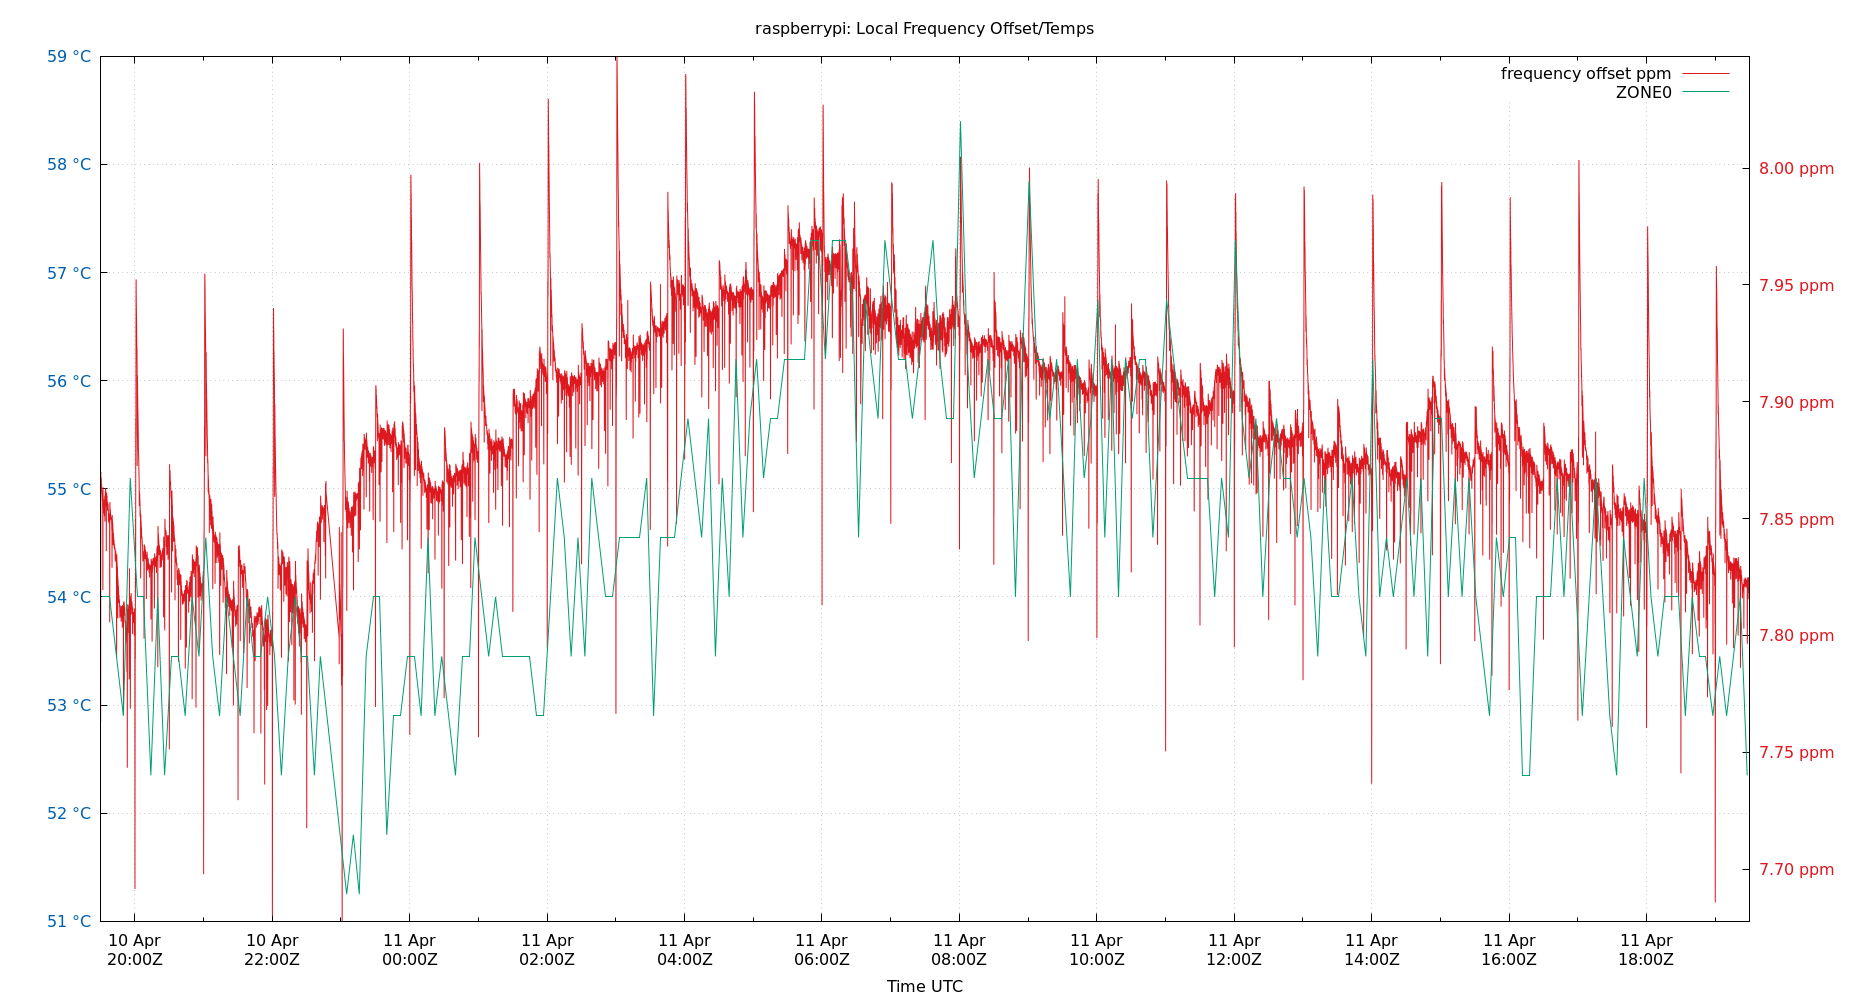 raspberrypi: Local Frequency Offset/Temps
59 °C
58 °C
57 °C
56 °C
55 °C
54 °C
53 °C
52 °C
51 °C
frequency offset ppm
ZONE0
8.00 ppm
7.95 ppm
7.90 ppm
7.85 ppm
7.80 ppm
7.75 ppm
7.70 ppm
10 Apr
20:00Z
10 Apr
22:00Z
11 Apr
00:00Z
11 Apr
02:00Z
11 Apr
04:00Z
11 Apr
06:00Z
11 Apr
08:00Z
11 Apr
10:00Z
11 Apr
12:00Z
11 Apr
14:00Z
11 Apr
16:00Z
11 Apr
18:00Z
Time UTC